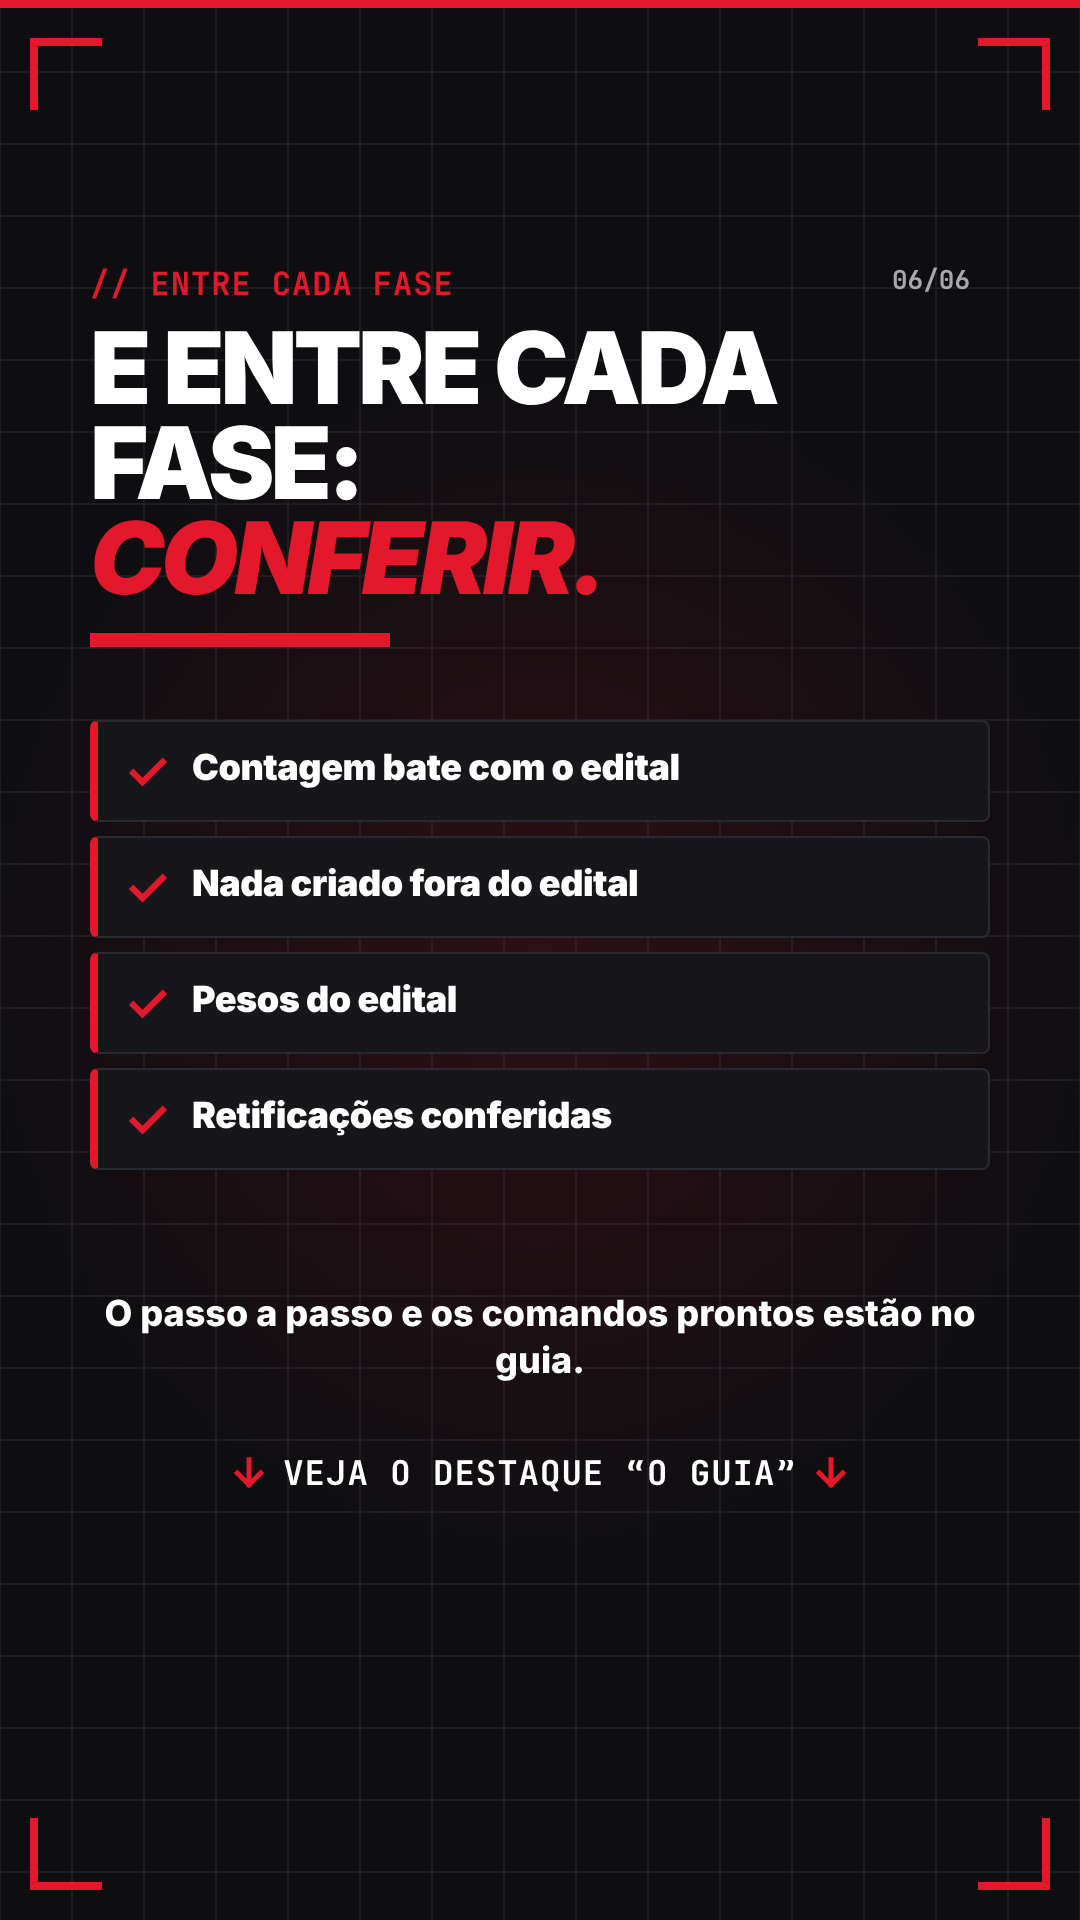 // ENTRE CADA FASE
06/06
E ENTRE CADA
FASE:
CONFERIR.
Contagem bate com o edital
Nada criado fora do edital
Pesos do edital
Retificações conferidas
O passo a passo e os comandos prontos estão no
guia.
↓ VEJA O DESTAQUE “O GUIA” ↓